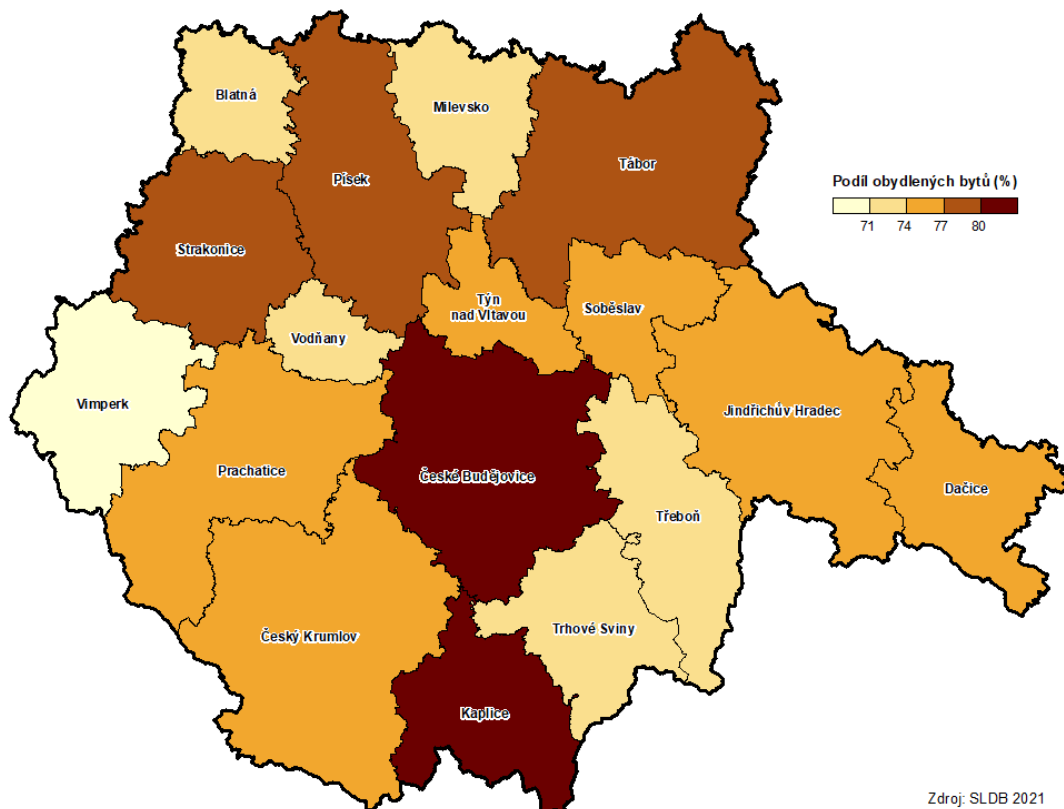 Blatná
Milevsko
Tábor
Písek
Podíl obydlených bytů (%)
71 74 77 80
Strakonice
Týn
nad Vltavou
Soběslav
Vodňany
Vimperk
Jindřichův Hradec
Prachatice
České Budějovice
Dačice
Třeboň
Trhové Sviny
Český Krumlov
Kaplice
Zdroj: SLDB 2021